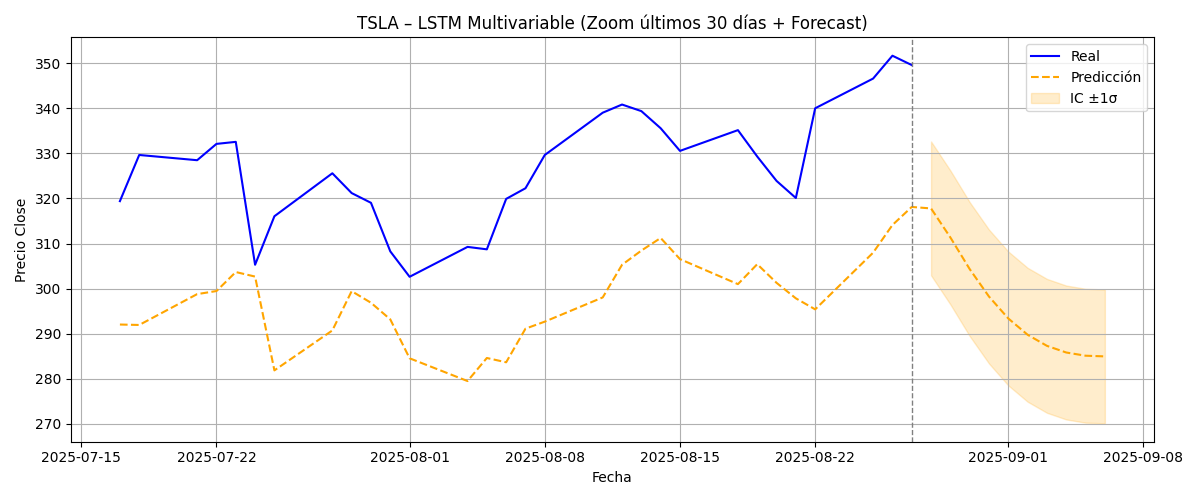 TSLA – LSTM Multivariable (Zoom últimos 30 días + Forecast)
Real
Predicción
IC ±1σ
Precio Close
350
340
330
320
310
300
290
280
270
2025-07-15
2025-07-22
2025-08-01
2025-08-08
2025-08-15
2025-08-22
2025-09-01
2025-09-08
Fecha